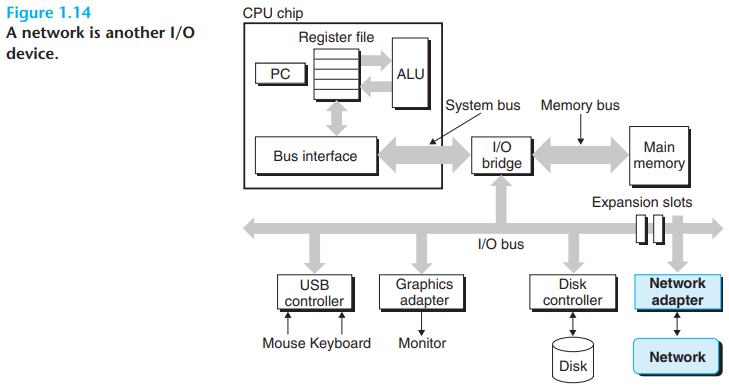 Figure 1.14
A network is another I/O
device.
CPU chip
Register file
PC
ALU
System bus
Memory bus
Bus interface
I/O
bridge
Main
memory
Expansion slots
I/O bus
USB
controller
Graphics
adapter
Disk
controller
Network
adapter
Mouse Keyboard
Monitor
Disk
Network